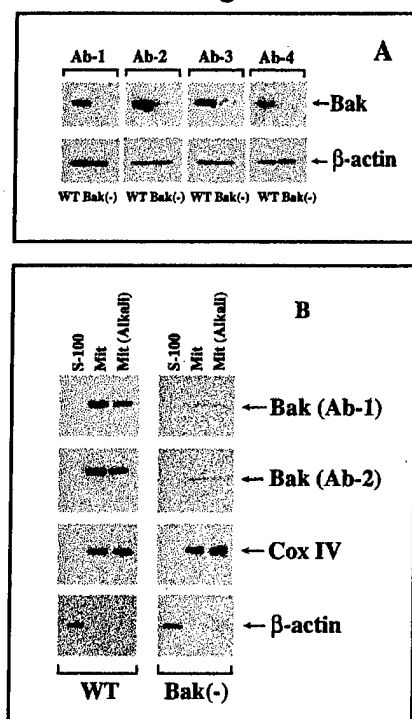 A
Ab-1 Ab-2 Ab-3 Ab-4
←Bak
←β-actin
WT Bak(-) WT Bak(-) WT Bak(-) WT Bak(-)
B
S-100 Mit Mit (Alkali) S-100 Mit Mit (Alkali)
←Bak (Ab-1)
←Bak (Ab-2)
←Cox IV
←β-actin
WT Bak(-)